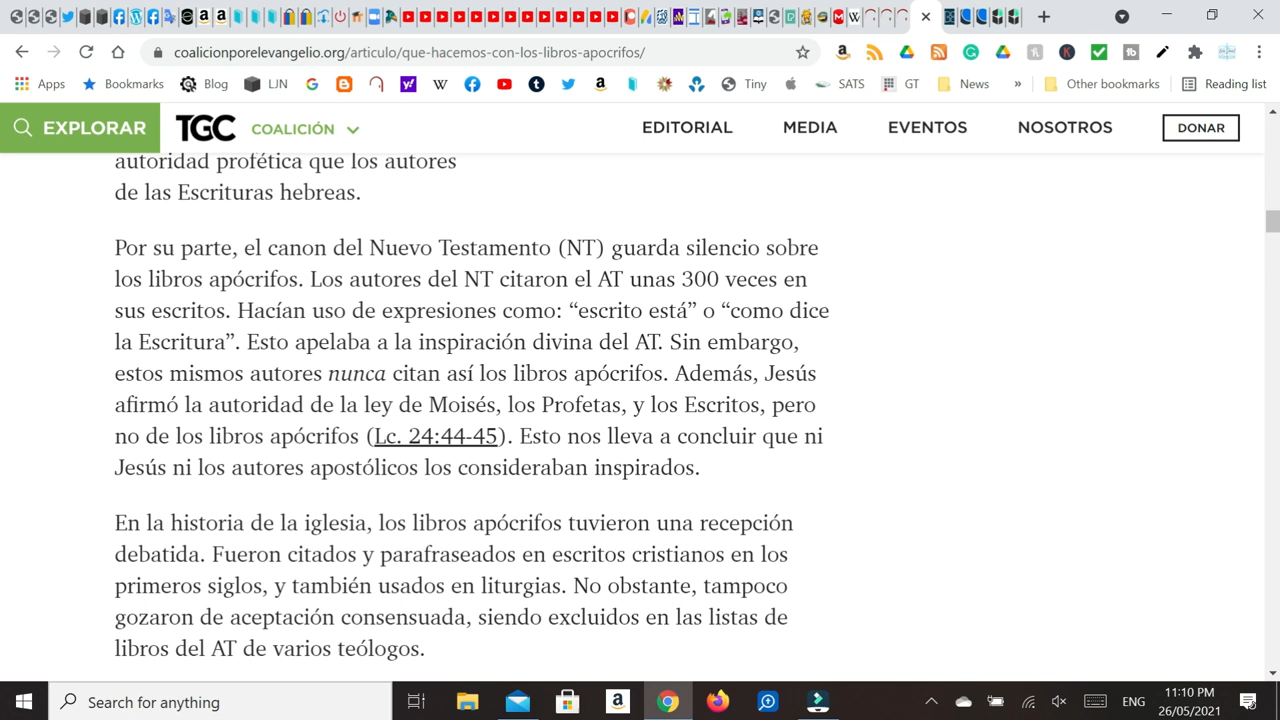 coalicionporelevangelio.org/articulo/que-hacemos-con-los-libros-apocrifos/
Apps Bookmarks Blog LJN Tiny SATS GT News » Other bookmarks Reading list
EXPLORAR TGC COALICIÓN EDITORIAL MEDIA EVENTOS NOSOTROS DONAR
autoridad profética que los autores
de las Escrituras hebreas.
Por su parte, el canon del Nuevo Testamento (NT) guarda silencio sobre
los libros apócrifos. Los autores del NT citaron el AT unas 300 veces en
sus escritos. Hacían uso de expresiones como: “escrito está” o “como dice
la Escritura”. Esto apelaba a la inspiración divina del AT. Sin embargo,
estos mismos autores nunca citan así los libros apócrifos. Además, Jesús
afirmó la autoridad de la ley de Moisés, los Profetas, y los Escritos, pero
no de los libros apócrifos (Lc. 24:44-45). Esto nos lleva a concluir que ni
Jesús ni los autores apostólicos los consideraban inspirados.
En la historia de la iglesia, los libros apócrifos tuvieron una recepción
debatida. Fueron citados y parafraseados en escritos cristianos en los
primeros siglos, y también usados en liturgias. No obstante, tampoco
gozaron de aceptación consensuada, siendo excluidos en las listas de
libros del AT de varios teólogos.
Search for anything
ENG
11:10 PM
26/05/2021